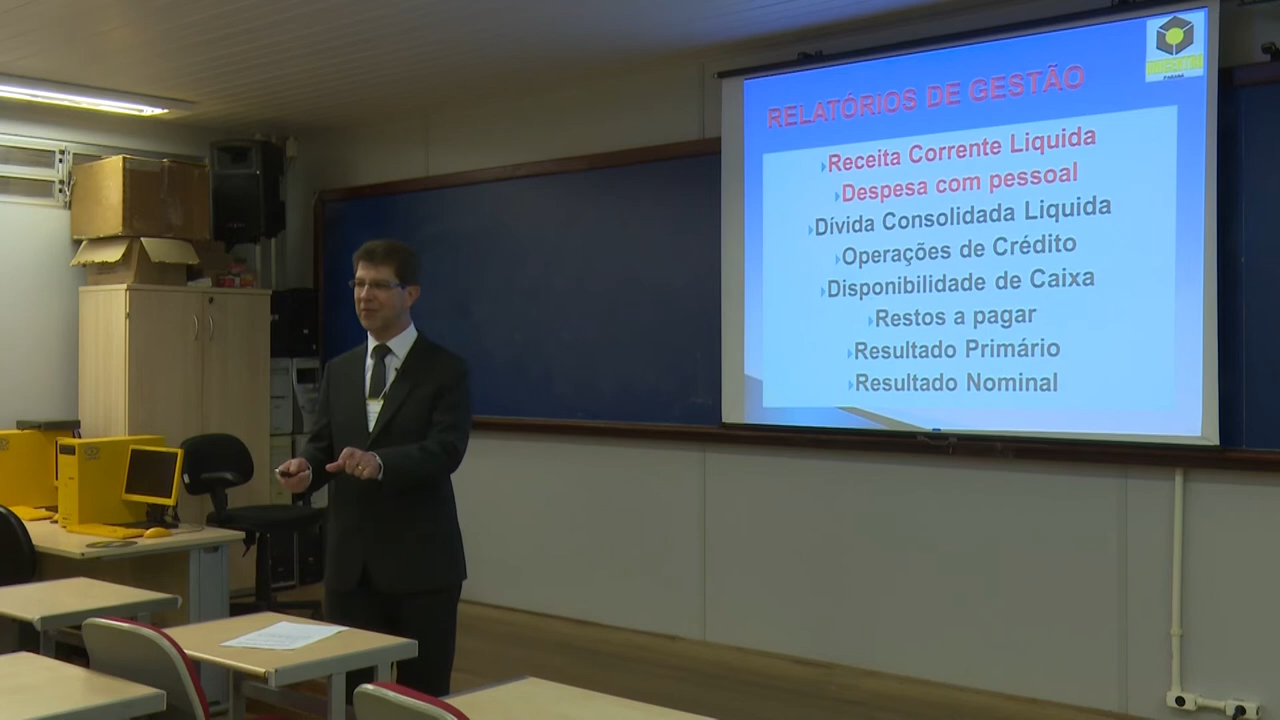 RELATÓRIOS DE GESTÃO
Receita Corrente Liquida
Despesa com pessoal
Dívida Consolidada Liquida
Operações de Crédito
Disponibilidade de Caixa
Restos a pagar
Resultado Primário
Resultado Nominal
PARANÁ